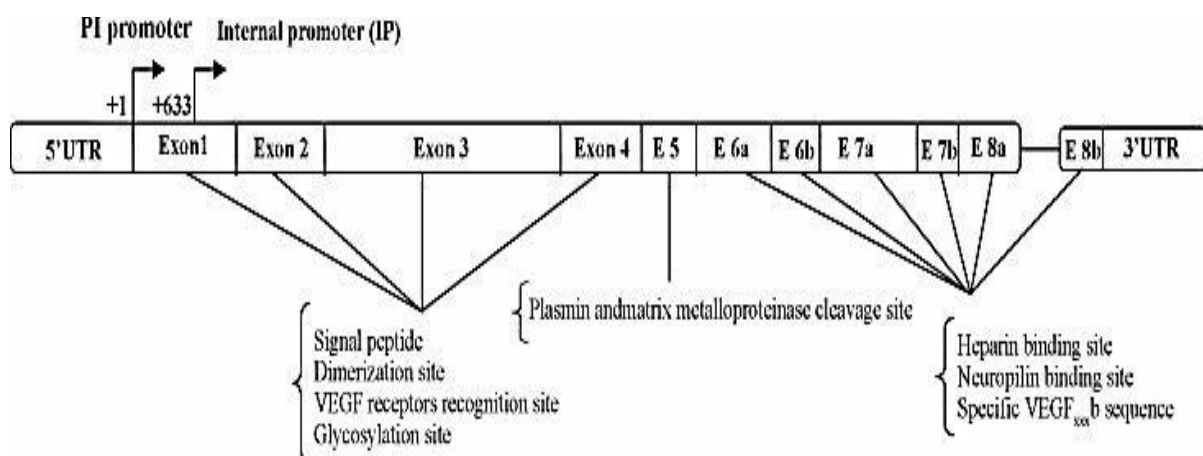 PI promoter
Internal promoter (IP)
+1
+633
5'UTR
Exon1
Exon 2
Exon 3
Exon 4
E 5
E 6a
E 6b
E 7a
E 7b
E 8a
E 8b
3'UTR
Plasmin andmatrix metalloproteinase cleavage site
Signal peptide
Dimerization site
VEGF receptors recognition site
Glycosylation site
Heparin binding site
Neuropilin binding site
Specific VEGFxxxb sequence